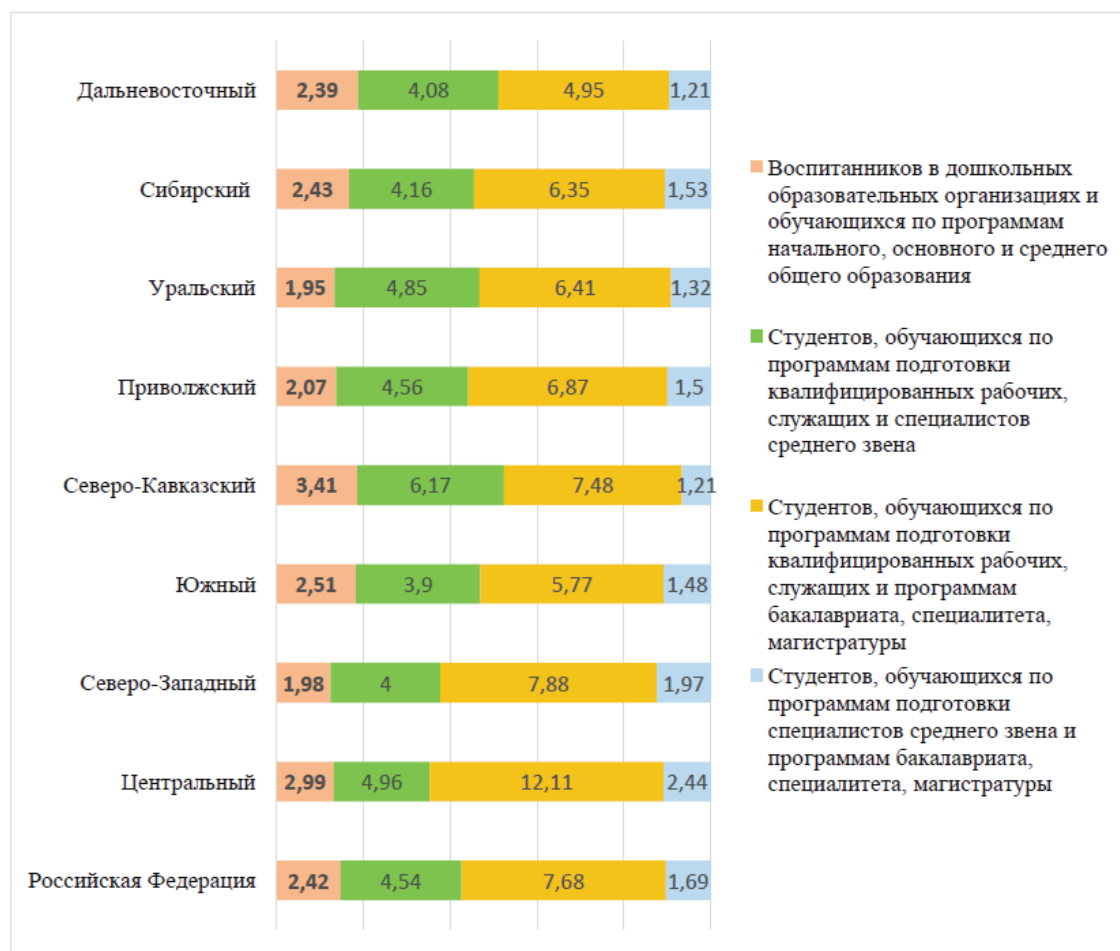 Дальневосточный
2,39 4,08 4,95 1,21
Сибирский
2,43 4,16 6,35 1,53
Уральский
1,95 4,85 6,41 1,32
Приволжский
2,07 4,56 6,87 1,5
Северо-Кавказский
3,41 6,17 7,48 1,21
Южный
2,51 3,9 5,77 1,48
Северо-Западный
1,98 4 7,88 1,97
Центральный
2,99 4,96 12,11 2,44
Российская Федерация
2,42 4,54 7,68 1,69
Воспитанников в дошкольных
образовательных организациях и
обучающихся по программам
начального, основного и среднего
общего образования
Студентов, обучающихся по
программам подготовки
квалифицированных рабочих,
служащих и специалистов
среднего звена
Студентов, обучающихся по
программам подготовки
квалифицированных рабочих,
служащих и программам
бакалавриата, специалитета,
магистратуры
Студентов, обучающихся по
программам подготовки
специалистов среднего звена и
программам бакалавриата,
специалитета, магистратуры